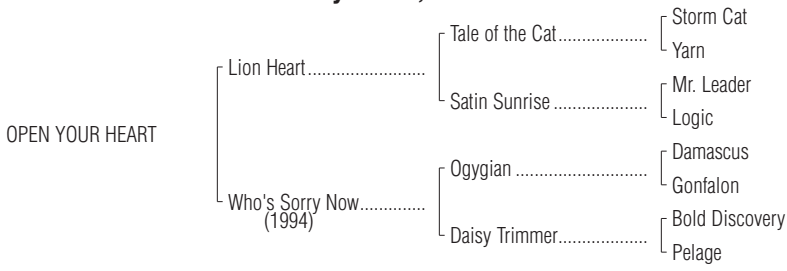 Storm Cat
Tale of the Cat
Yarn
Lion Heart
Mr. Leader
Satin Sunrise
Logic
OPEN YOUR HEART
Damascus
Ogygian
Gonfalon
Who's Sorry Now
(1994)
Bold Discovery
Daisy Trimmer
Pelage